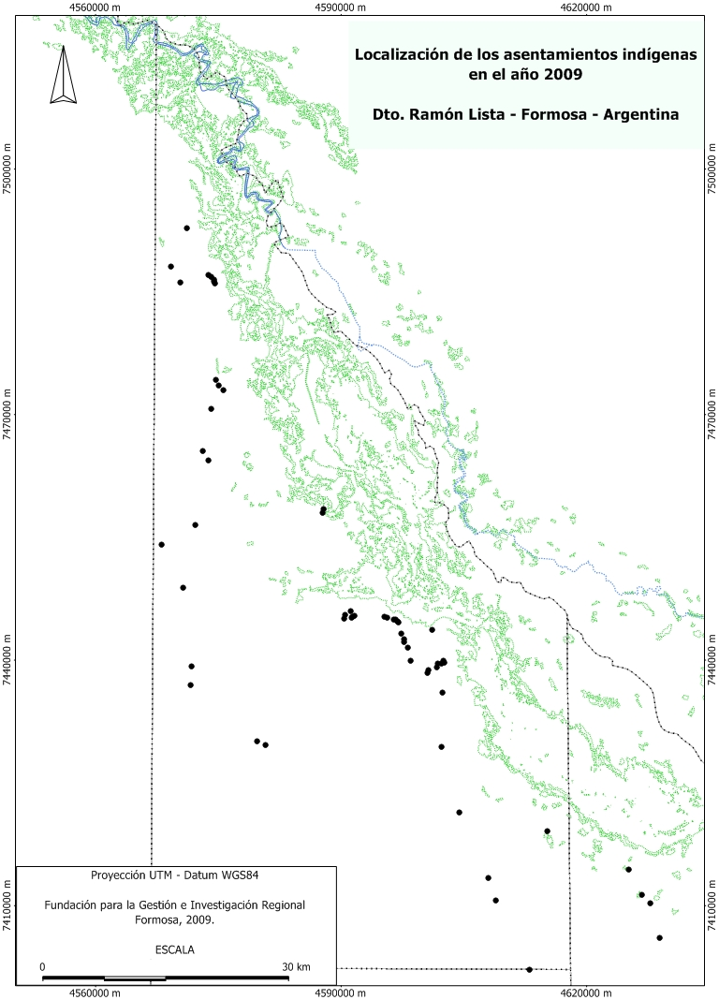 4560000 m
4590000 m
4620000 m
Localización de los asentamientos indígenas
en el año 2009
Dto. Ramón Lista - Formosa - Argentina
7500000 m
7500000 m
7470000 m
7470000 m
7440000 m
7440000 m
7410000 m
7410000 m
Proyección UTM - Datum WGS84
Fundación para la Gestión e Investigación Regional
Formosa, 2009.
ESCALA
0
30 km
4560000 m
4590000 m
4620000 m